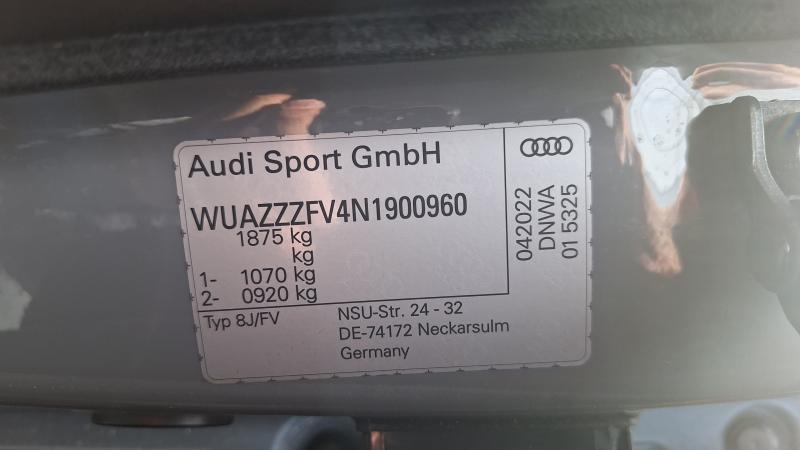 Audi Sport GmbH
WUAZZZFV4N1900960
1875 kg
kg
1- 1070 kg
2- 0920 kg
Typ 8J/FV
NSU-Str. 24 - 32
DE-74172 Neckarsulm
Germany
042022
DNWA
01 5325